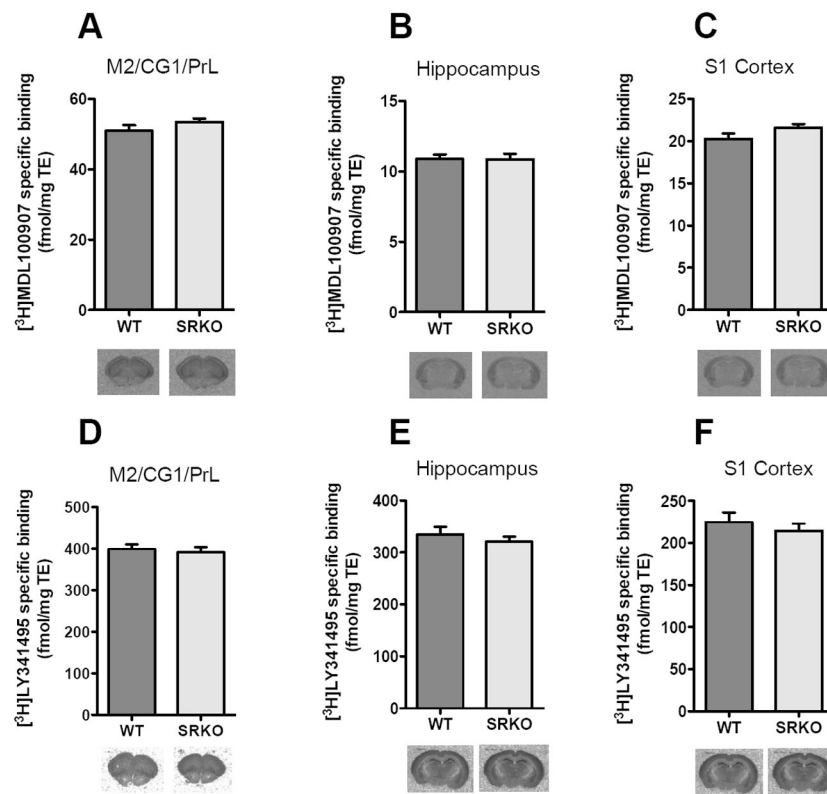 A
M2/CG1/PrL
[³H]MDL100907 specific binding
(fmol/mg TE)
60
40
20
0
WT SRKO
B
Hippocampus
[³H]MDL100907 specific binding
(fmol/mg TE)
15
10
5
0
WT SRKO
C
S1 Cortex
[³H]MDL100907 specific binding
(fmol/mg TE)
25
20
15
10
5
0
WT SRKO
D
M2/CG1/PrL
[³H]LY341495 specific binding
(fmol/mg TE)
500
400
300
200
100
0
WT SRKO
E
Hippocampus
[³H]LY341495 specific binding
(fmol/mg TE)
400
300
200
100
0
WT SRKO
F
S1 Cortex
[³H]LY341495 specific binding
(fmol/mg TE)
250
200
150
100
50
0
WT SRKO